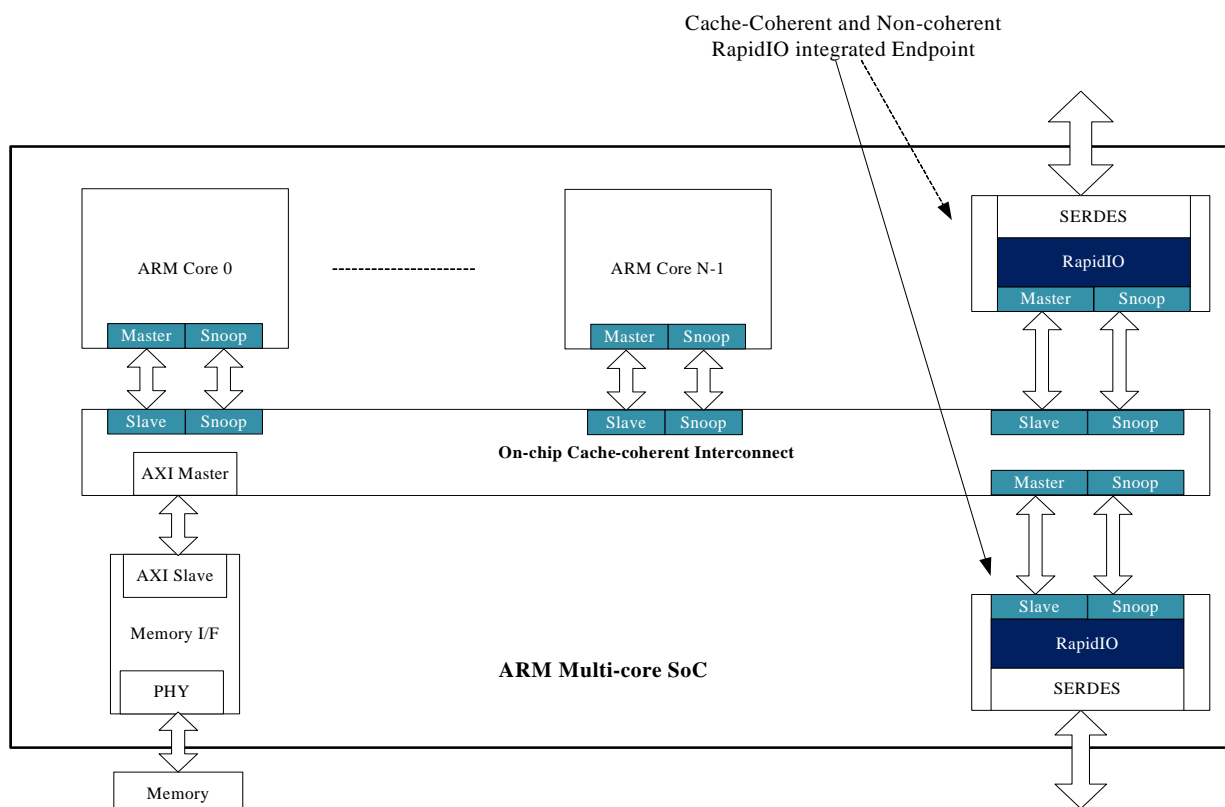 Cache-Coherent and Non-coherent
RapidIO integrated Endpoint
SERDES
RapidIO
Master Snoop
ARM Core 0
ARM Core N-1
Master Snoop
Master Snoop
Slave Snoop
Slave Snoop
Slave Snoop
On-chip Cache-coherent Interconnect
AXI Master
Master Snoop
AXI Slave
Memory I/F
PHY
Slave Snoop
RapidIO
SERDES
ARM Multi-core SoC
Memory